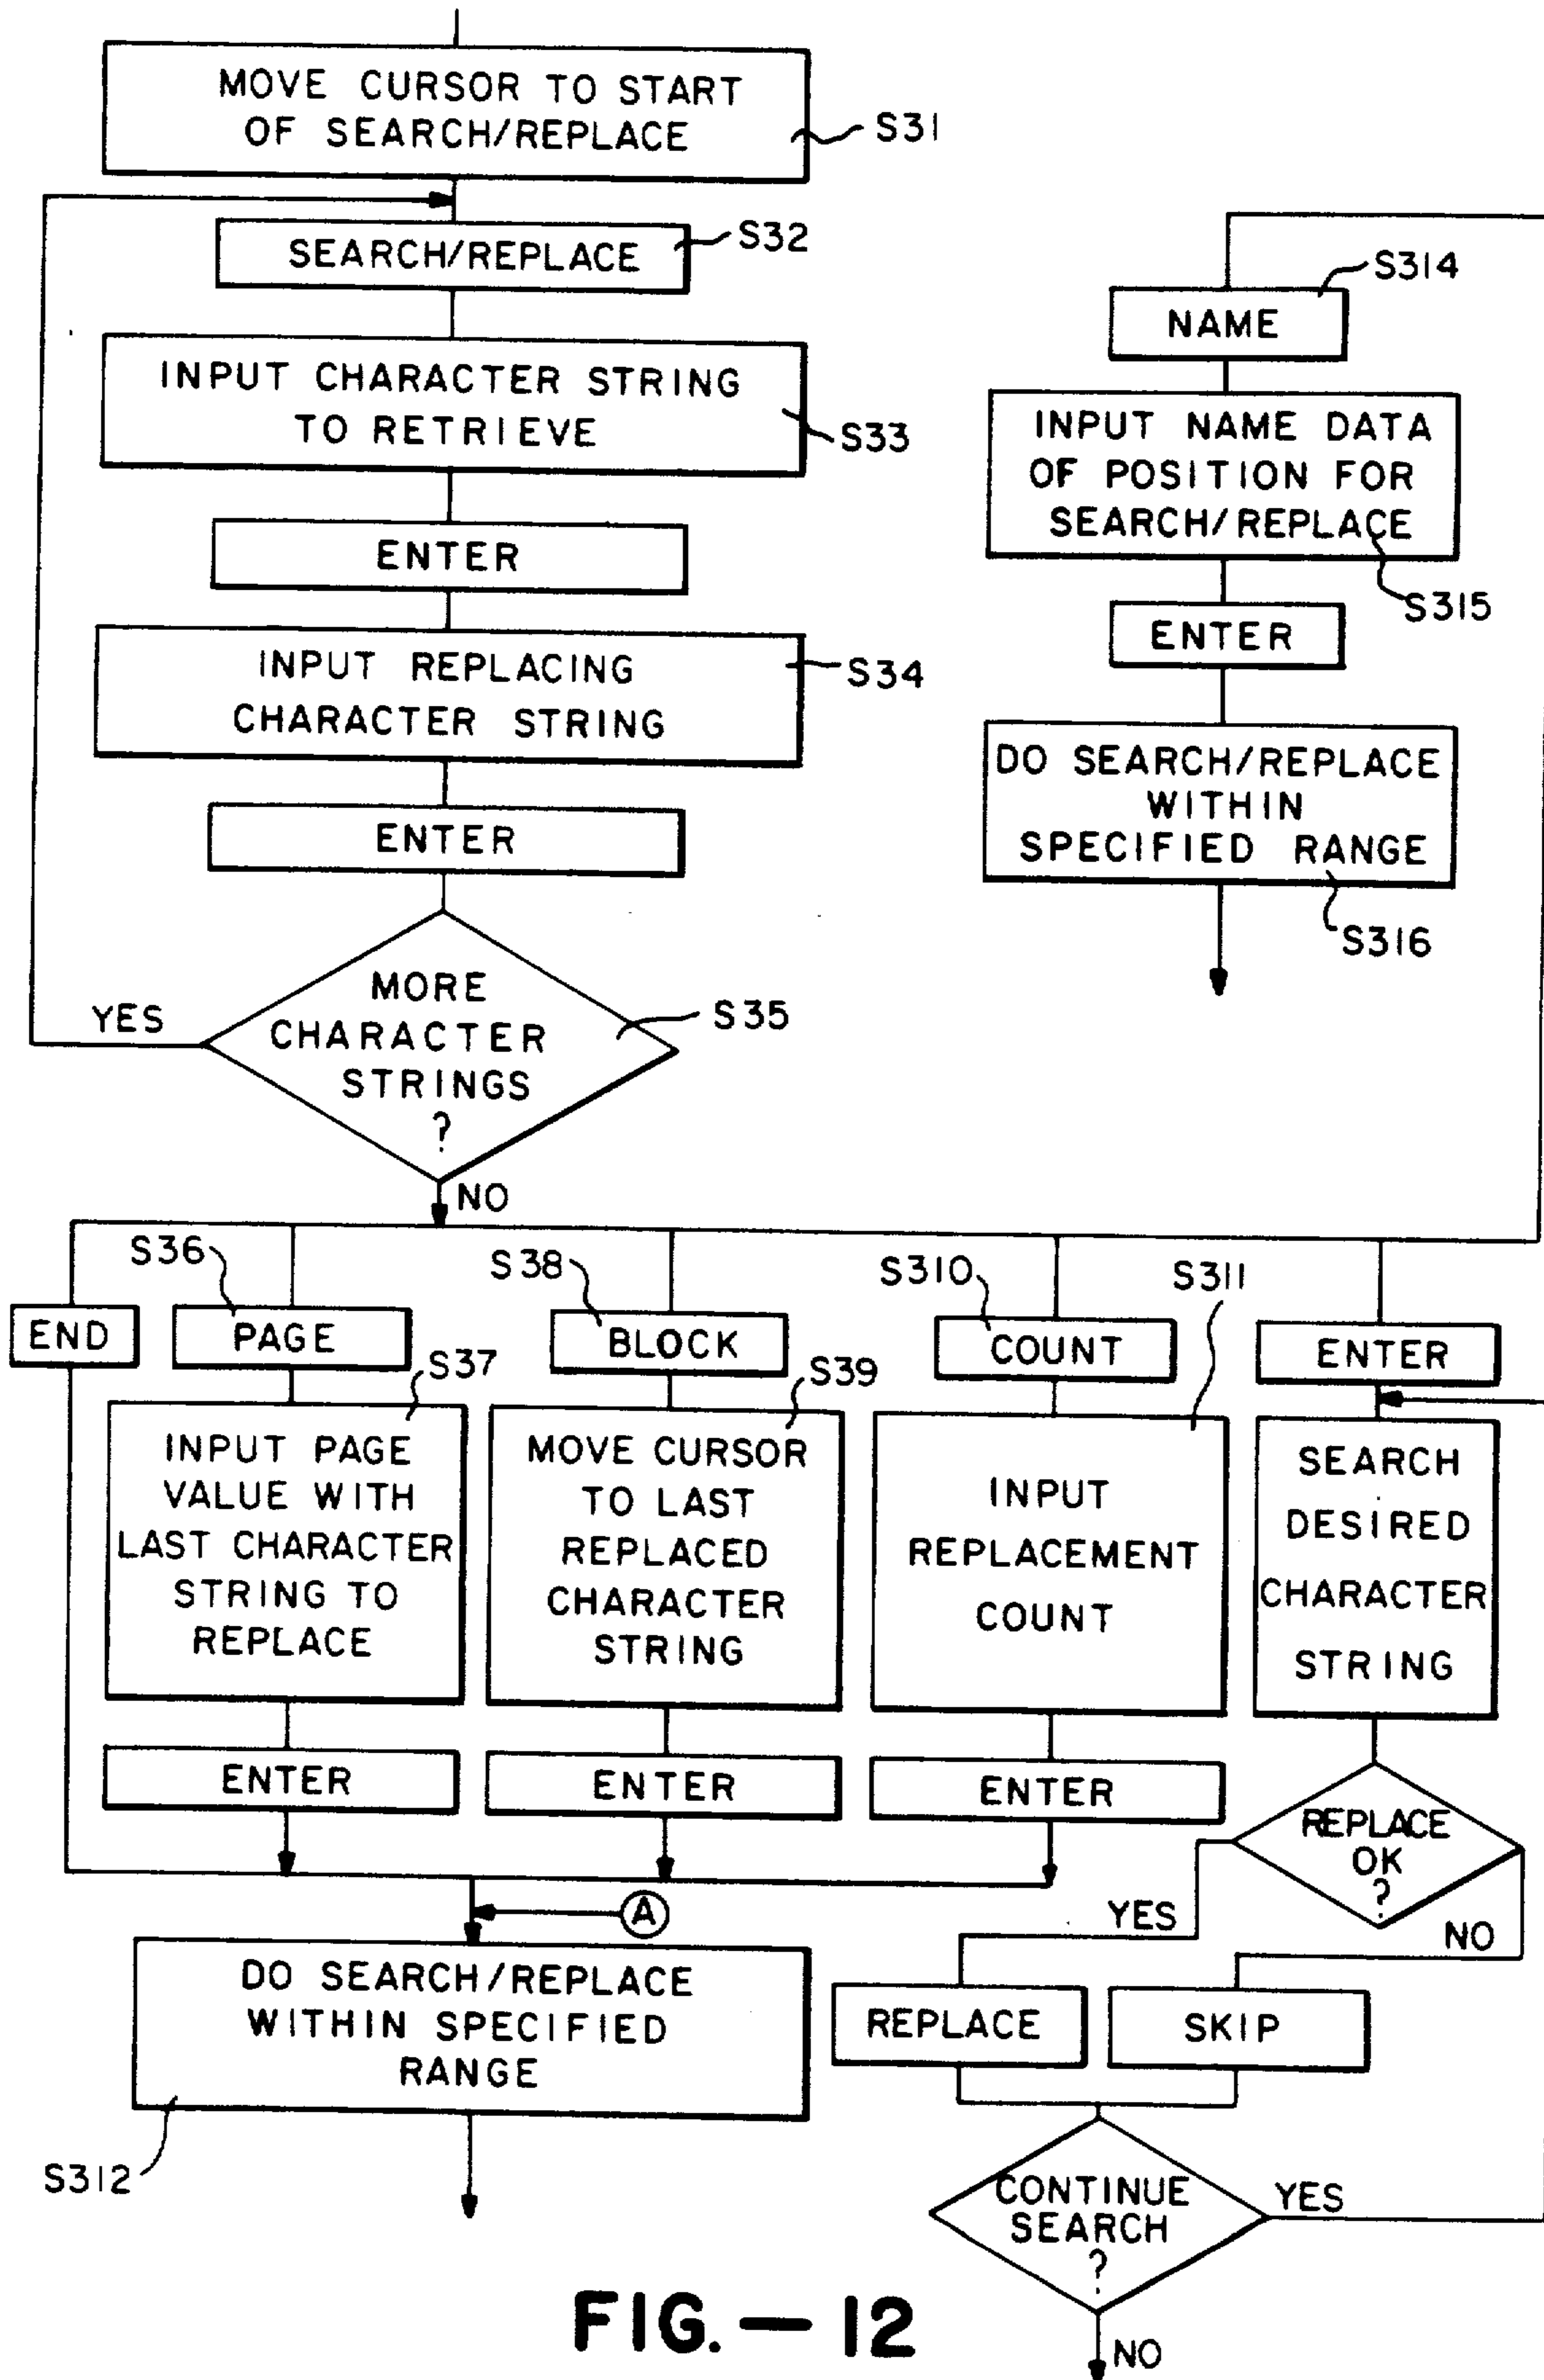 MOVE CURSOR TO START
OF SEARCH/REPLACE
S31
SEARCH/REPLACE
S32
INPUT CHARACTER STRING
TO RETRIEVE
S33
ENTER
INPUT REPLACING
CHARACTER STRING
S34
ENTER
MORE
CHARACTER
STRINGS
?
S35
YES
NO
S314
NAME
INPUT NAME DATA
OF POSITION FOR
SEARCH/REPLACE
S315
ENTER
DO SEARCH/REPLACE
WITHIN
SPECIFIED RANGE
S316
END
S36
PAGE
S37
INPUT PAGE
VALUE WITH
LAST CHARACTER
STRING TO
REPLACE
ENTER
S38
BLOCK
S39
MOVE CURSOR
TO LAST
REPLACED
CHARACTER
STRING
ENTER
S310
COUNT
S311
INPUT
REPLACEMENT
COUNT
ENTER
ENTER
SEARCH
DESIRED
CHARACTER
STRING
REPLACE
OK
?
YES
NO
REPLACE
SKIP
CONTINUE
SEARCH
?
YES
NO
A
DO SEARCH/REPLACE
WITHIN SPECIFIED
RANGE
S312
FIG.-12